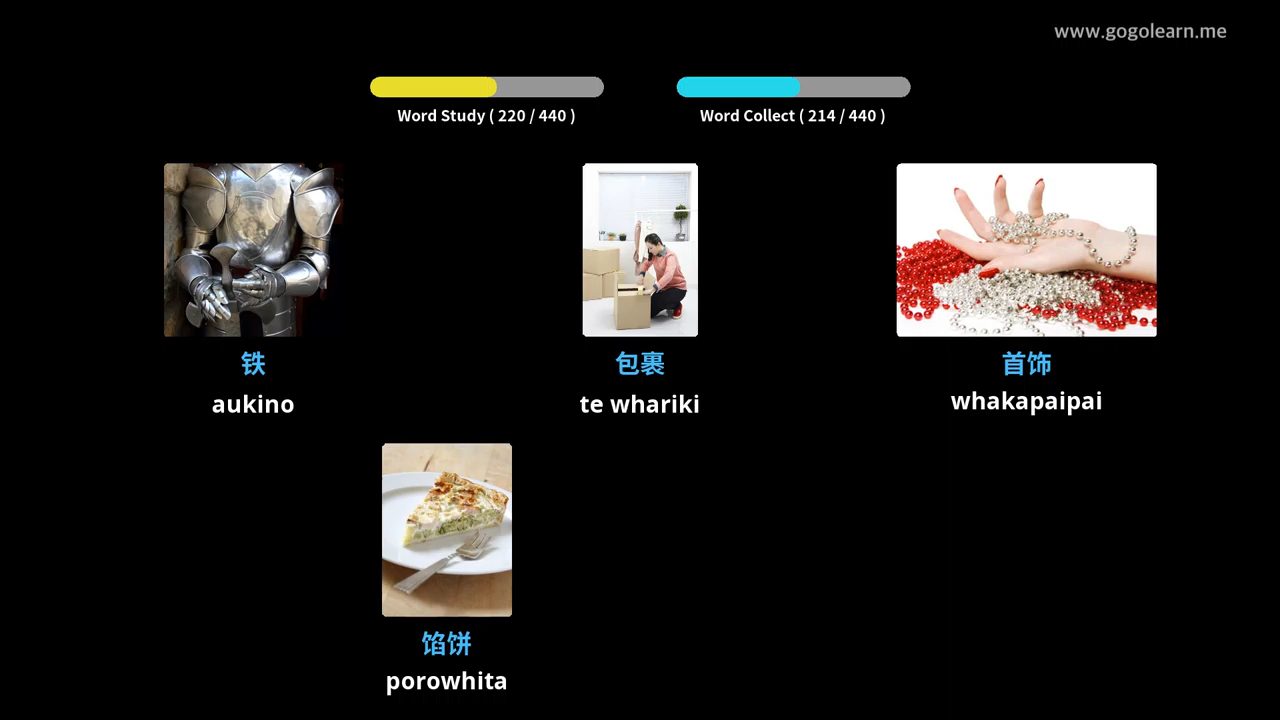 www.gogolearn.me
Word Study ( 220 / 440 )
Word Collect ( 214 / 440 )
铁
aukino
包裹
te whariki
首饰
whakapaipai
馅饼
porowhita